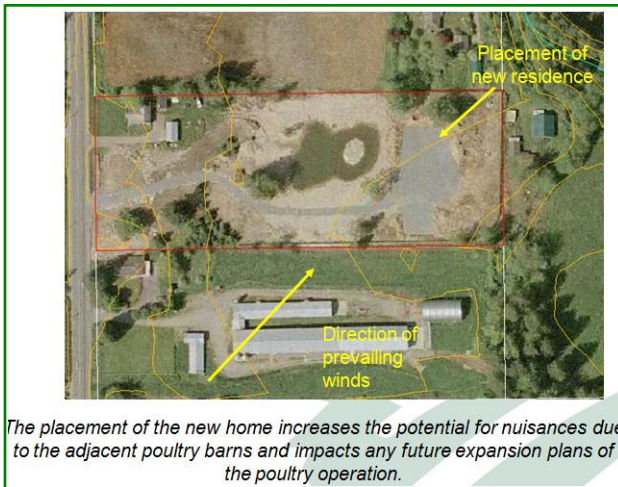 Placement of
new residence
Direction of
prevailing
winds
The placement of the new home increases the potential for nuisances due
to the adjacent poultry barns and impacts any future expansion plans of
the poultry operation.